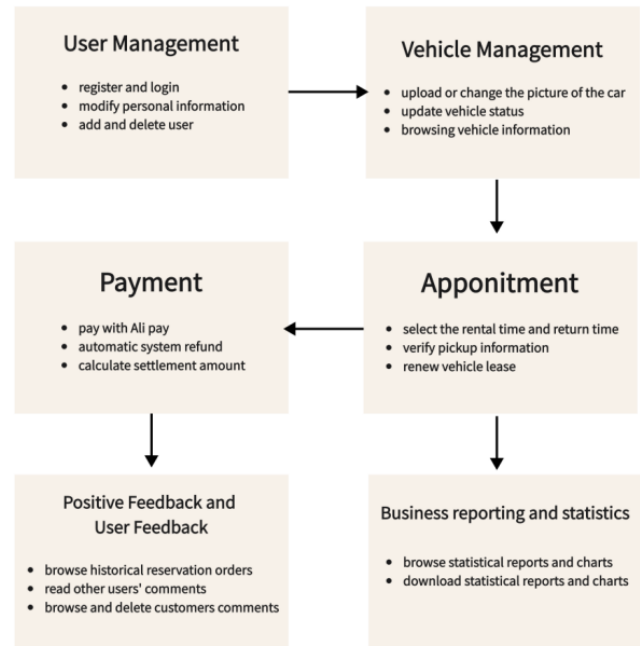 User Management
• register and login
• modify personal information
• add and delete user
Vehicle Management
• upload or change the picture of the car
• update vehicle status
• browsing vehicle information
Apponitment
• select the rental time and return time
• verify pickup information
• renew vehicle lease
Payment
• pay with Ali pay
• automatic system refund
• calculate settlement amount
Positive Feedback and
User Feedback
• browse historical reservation orders
• read other users' comments
• browse and delete customers comments
Business reporting and statistics
• browse statistical reports and charts
• download statistical reports and charts